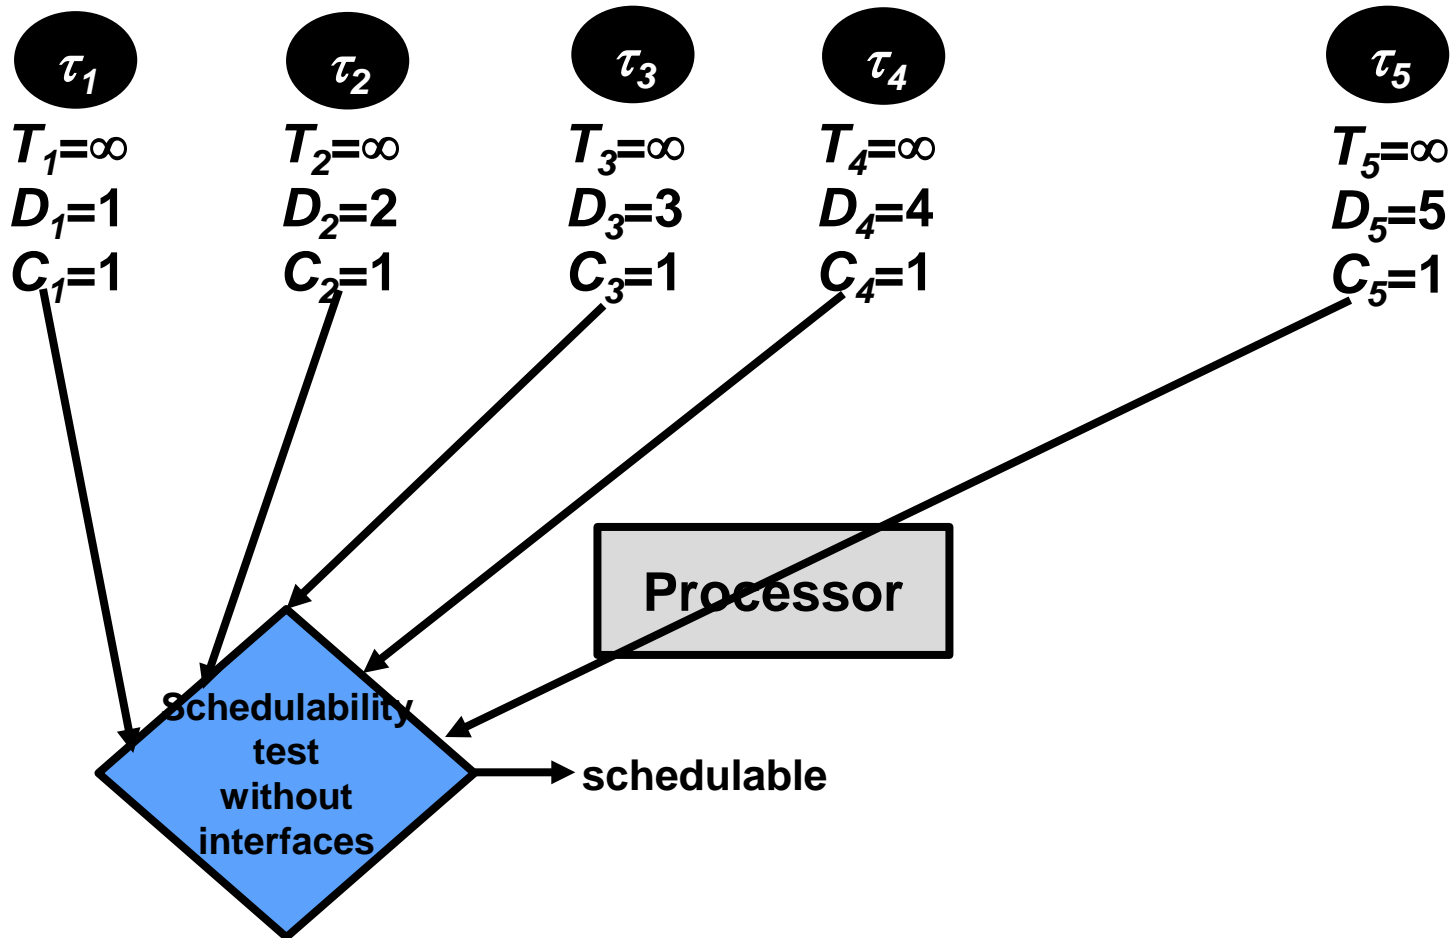 τ1 τ2 τ3 τ4 τ5
T1=∞ T2=∞ T3=∞ T4=∞ T5=∞
D1=1 D2=2 D3=3 D4=4 D5=5
C1=1 C2=1 C3=1 C4=1 C5=1
Processor
Schedulability
test
without
interfaces
schedulable